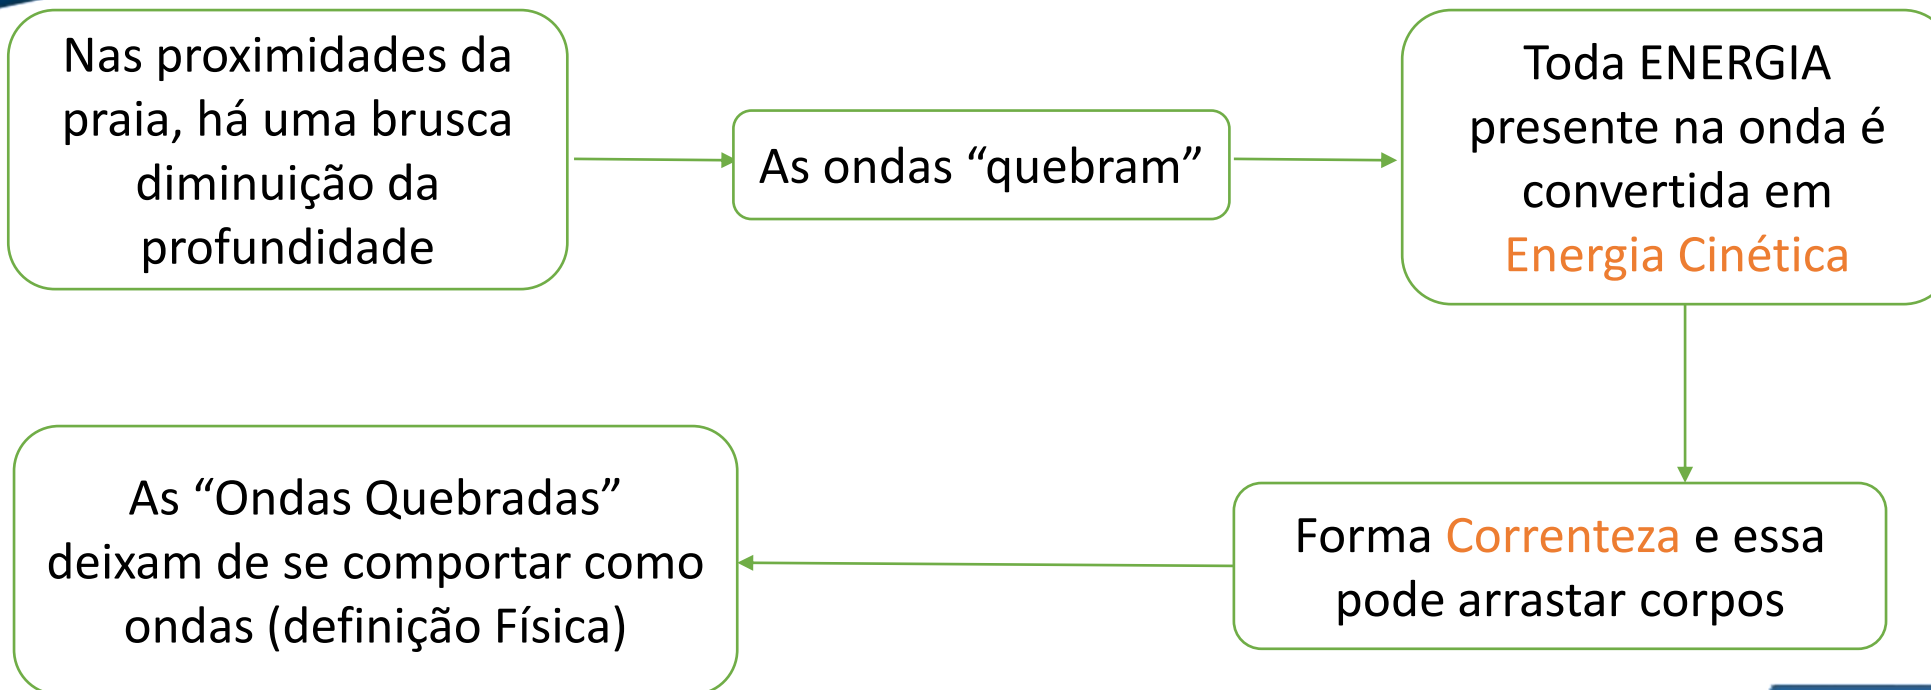 Nas proximidades da
praia, há uma brusca
diminuição da
profundidade
As ondas “quebram”
Toda ENERGIA
presente na onda é
convertida em
Energia Cinética
Forma Correnteza e essa
pode arrastar corpos
As “Ondas Quebradas”
deixam de se comportar como
ondas (definição Física)